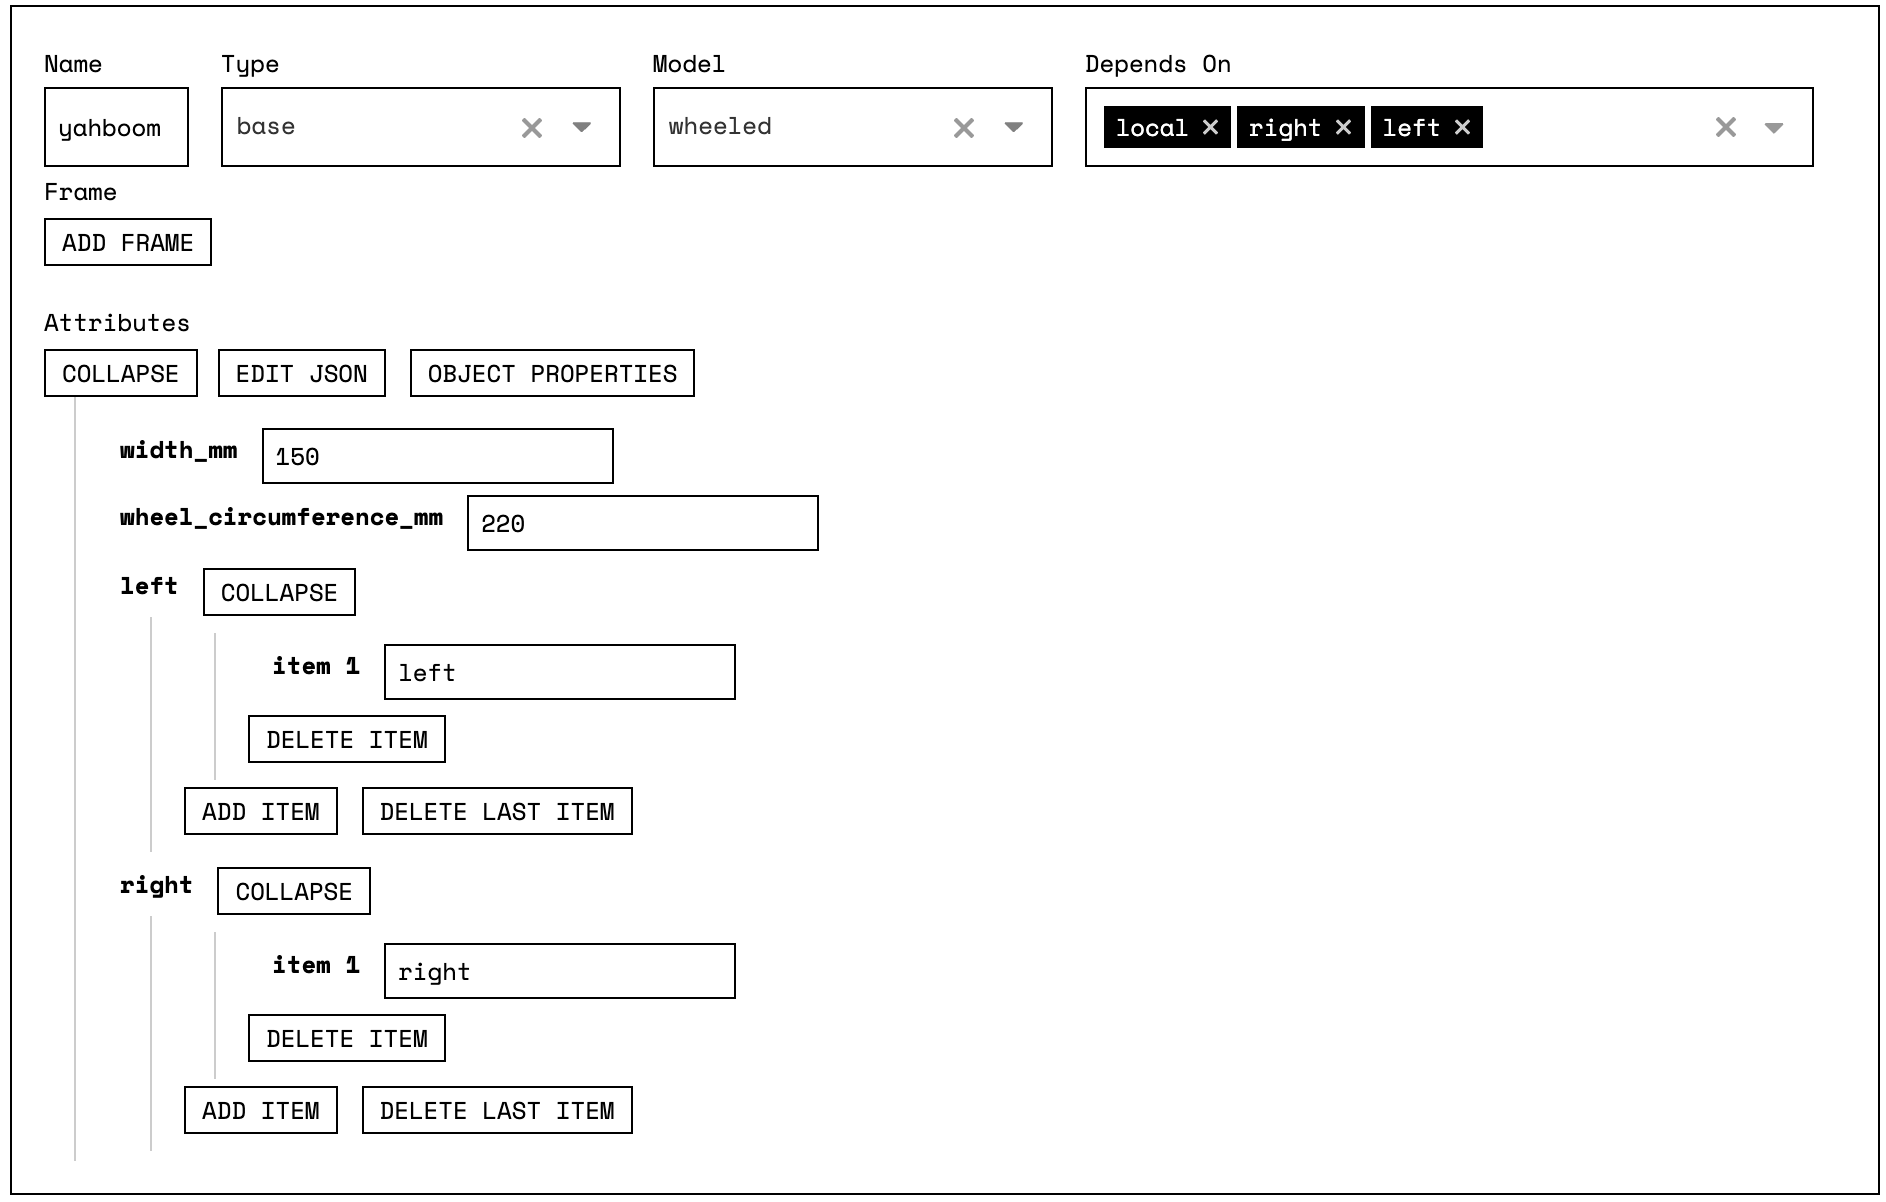 Name Type Model Depends On
yahboom base wheeled local right left
Frame
ADD FRAME
Attributes
COLLAPSE EDIT JSON OBJECT PROPERTIES
width_mm 150
wheel_circumference_mm 220
left COLLAPSE
item 1 left
DELETE ITEM
ADD ITEM DELETE LAST ITEM
right COLLAPSE
item 1 right
DELETE ITEM
ADD ITEM DELETE LAST ITEM